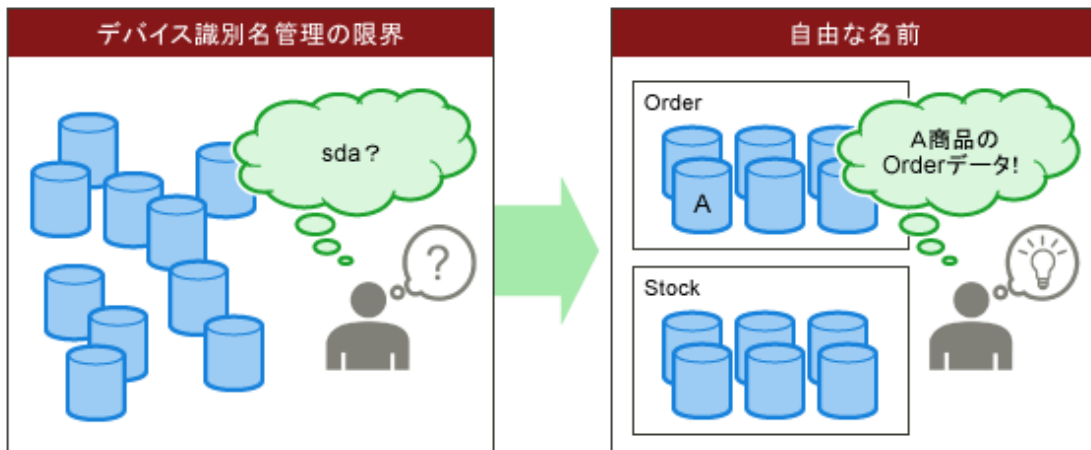 デバイス識別名管理の限界
sda？
?
自由な名前
Order
A商品の
Orderデータ!
A
Stock